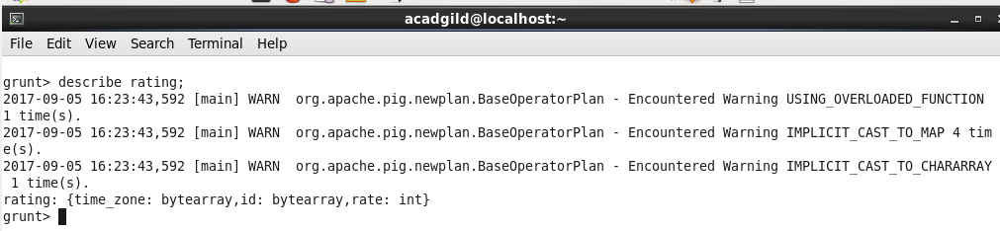 acadgild@localhost:~
File Edit View Search Terminal Help
grunt> describe rating;
2017-09-05 16:23:43,592 [main] WARN  org.apache.pig.newplan.BaseOperatorPlan - Encountered Warning USING_OVERLOADED_FUNCTION
1 time(s).
2017-09-05 16:23:43,592 [main] WARN  org.apache.pig.newplan.BaseOperatorPlan - Encountered Warning IMPLICIT_CAST_TO_MAP 4 tim
e(s).
2017-09-05 16:23:43,592 [main] WARN  org.apache.pig.newplan.BaseOperatorPlan - Encountered Warning IMPLICIT_CAST_TO_CHARARRAY
 1 time(s).
rating: {time_zone: bytearray,id: bytearray,rate: int}
grunt>